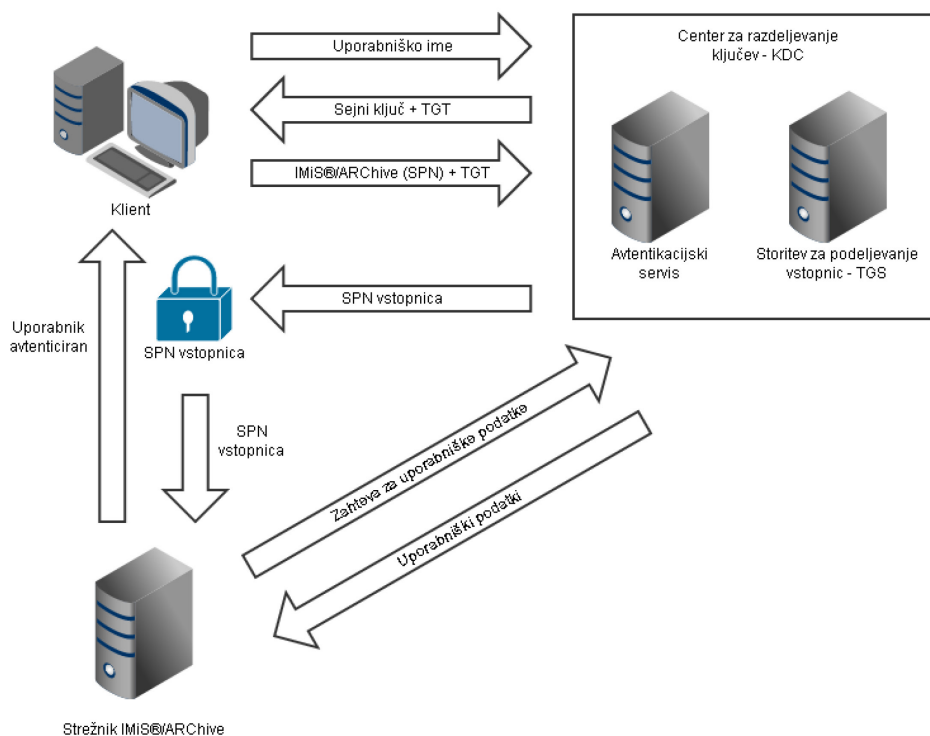 Uporabniško ime
Center za razdeljevanje
ključev - KDC
Sejni ključ + TGT
IMiS®/ARChive (SPN) + TGT
Klient
Avtentikacijski
servis
Storitev za podeljevanje
vstopnic - TGS
SPN vstopnica
Uporabnik
avtenticiran
SPN vstopnica
SPN
vstopnica
Zahteva za uporabniške podatke
Uporabniški podatki
Strežnik IMiS®/ARChive